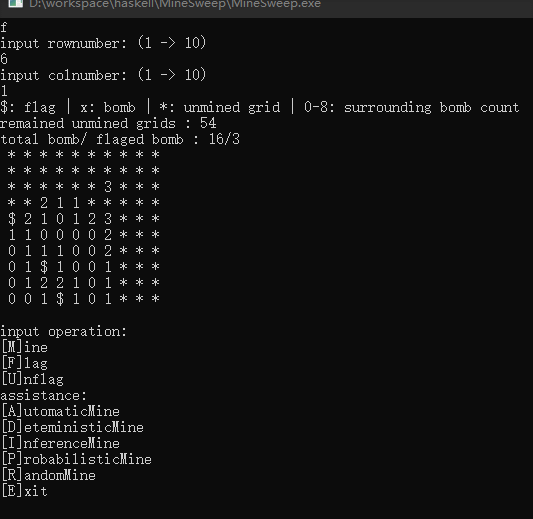 D:\workspace\haskell\MineSweep\MineSweep.exe
f
input rownumber: (1 -> 10)
6
input colnumber: (1 -> 10)
1
$: flag | x: bomb | *: unmined grid | 0-8: surrounding bomb count
remained unmined grids : 54
total bomb/ flaged bomb : 16/3
* * * * * * * * * *
* * * * * * * * * *
* * * * * * 3 * * *
* * 2 1 1 * * * * *
$ 2 1 0 1 2 3 * * *
1 1 0 0 0 0 2 * * *
0 1 1 1 0 0 2 * * *
0 1 $ 1 0 0 1 * * *
0 1 2 2 1 0 1 * * *
0 0 1 $ 1 0 1 * * *
input operation:
[M]ine
[F]lag
[U]nflag
assistance:
[A]utomaticMine
[D]eteministicMine
[I]nferenceMine
[P]robabilisticMine
[R]andomMine
[E]xit